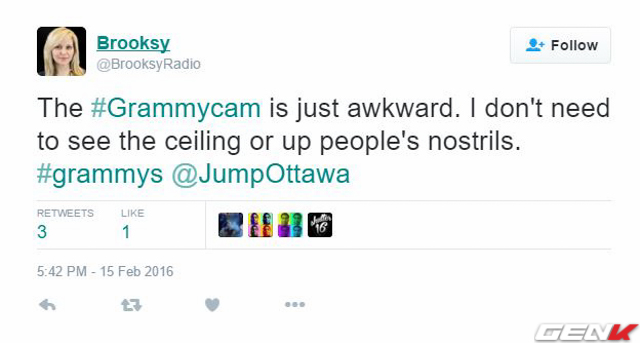 Brooksy
@BrooksyRadio
Follow
The #Grammycam is just awkward. I don't need
to see the ceiling or up people's nostrils.
#grammys @JumpOttawa
RETWEETS LIKE
3 1
5:42 PM - 15 Feb 2016
GENK